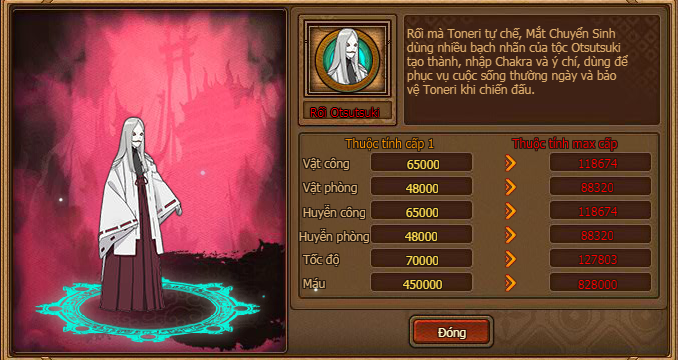 Rối mà Toneri tự chế, Mắt Chuyển Sinh
dùng nhiều bạch nhãn của tộc Otsutsuki
tạo thành, nhập Chakra và ý chí, dùng để
phục vụ cuộc sống thường ngày và bảo
vệ Toneri khi chiến đấu.
Rối Otsutsuki
Thuộc tính cấp 1 Thuộc tính max cấp
Vật công 65000 118674
Vật phòng 48000 88320
Huyễn công 65000 118674
Huyễn phòng 48000 88320
Tốc độ 70000 127803
Máu 450000 828000
Đóng